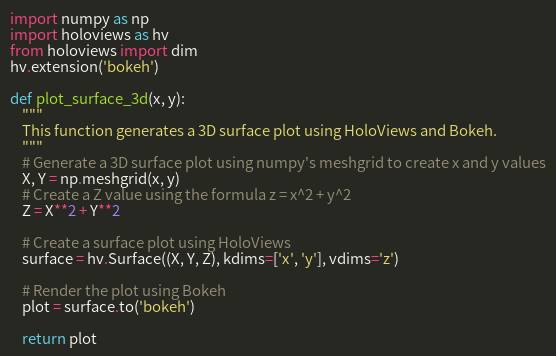 import numpy as np
import holoviews as hv
from holoviews import dim
hv.extension('bokeh')

def plot_surface_3d(x, y):
    """
    This function generates a 3D surface plot using HoloViews and Bokeh.
    """
    # Generate a 3D surface plot using numpy's meshgrid to create x and y values
    X, Y = np.meshgrid(x, y)
    # Create a Z value using the formula z = x^2 + y^2
    Z = X**2 + Y**2

    # Create a surface plot using HoloViews
    surface = hv.Surface((X, Y, Z), kdims=['x', 'y'], vdims='z')

    # Render the plot using Bokeh
    plot = surface.to('bokeh')

    return plot